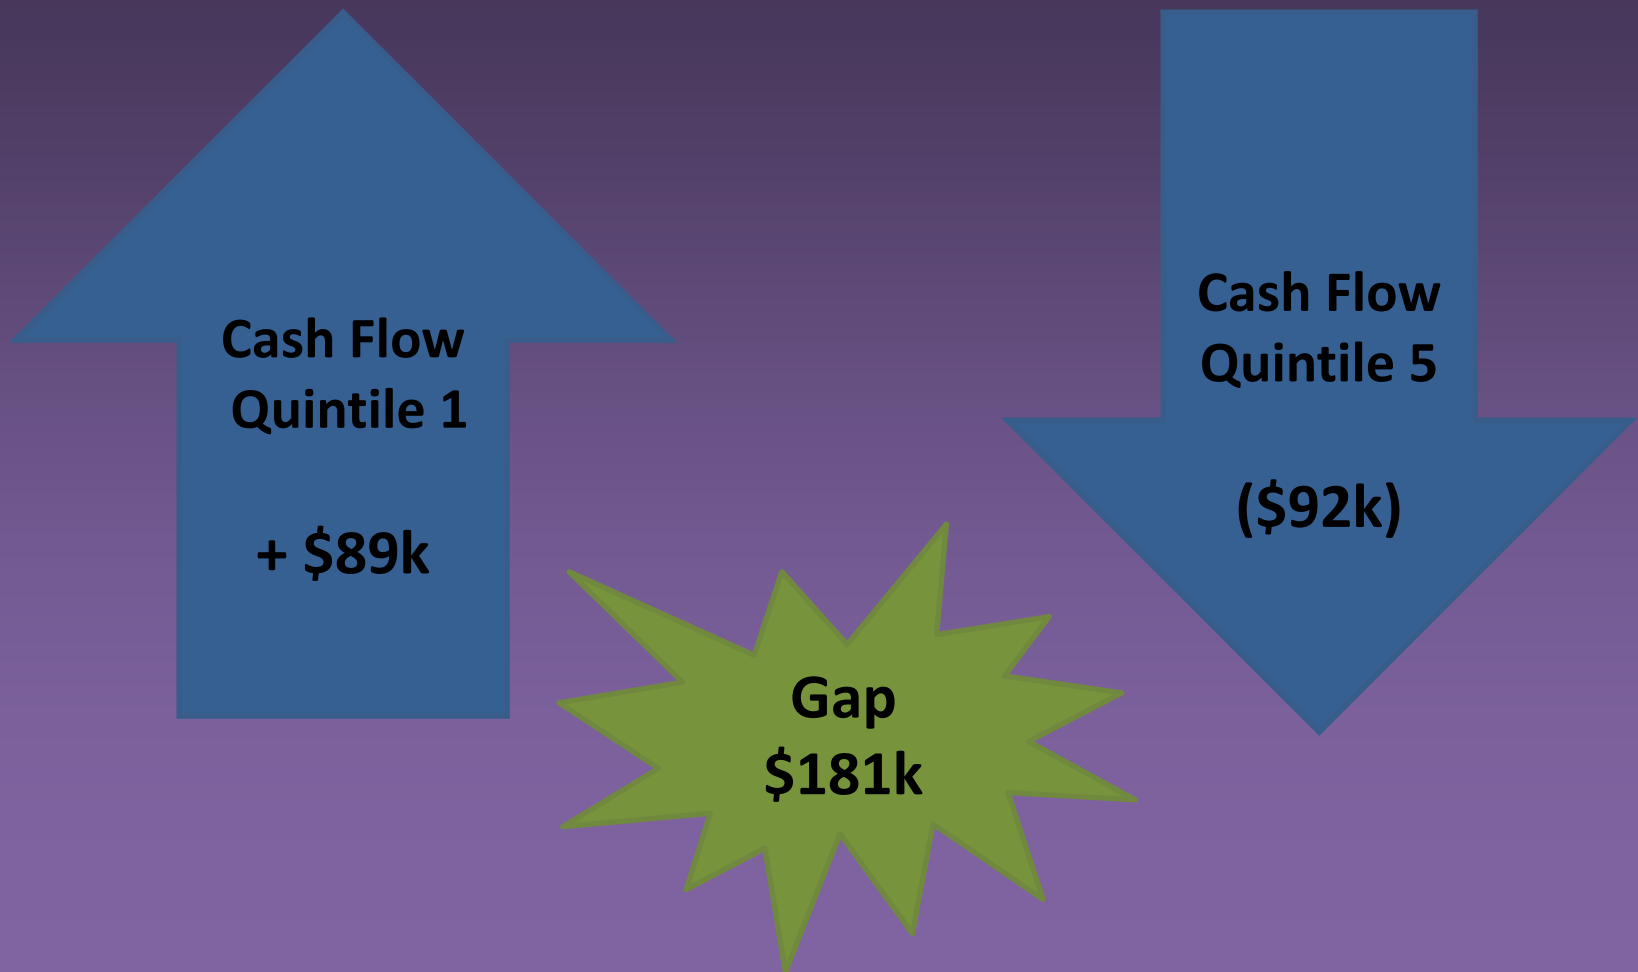 Cash Flow
Quintile 1
+ $89k
Cash Flow
Quintile 5
($92k)
Gap
$181k